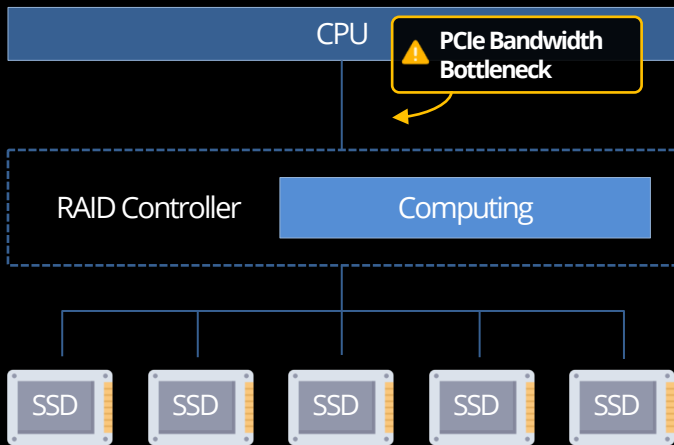 CPU
PCIe Bandwidth
Bottleneck
RAID Controller
Computing
SSD
SSD
SSD
SSD
SSD